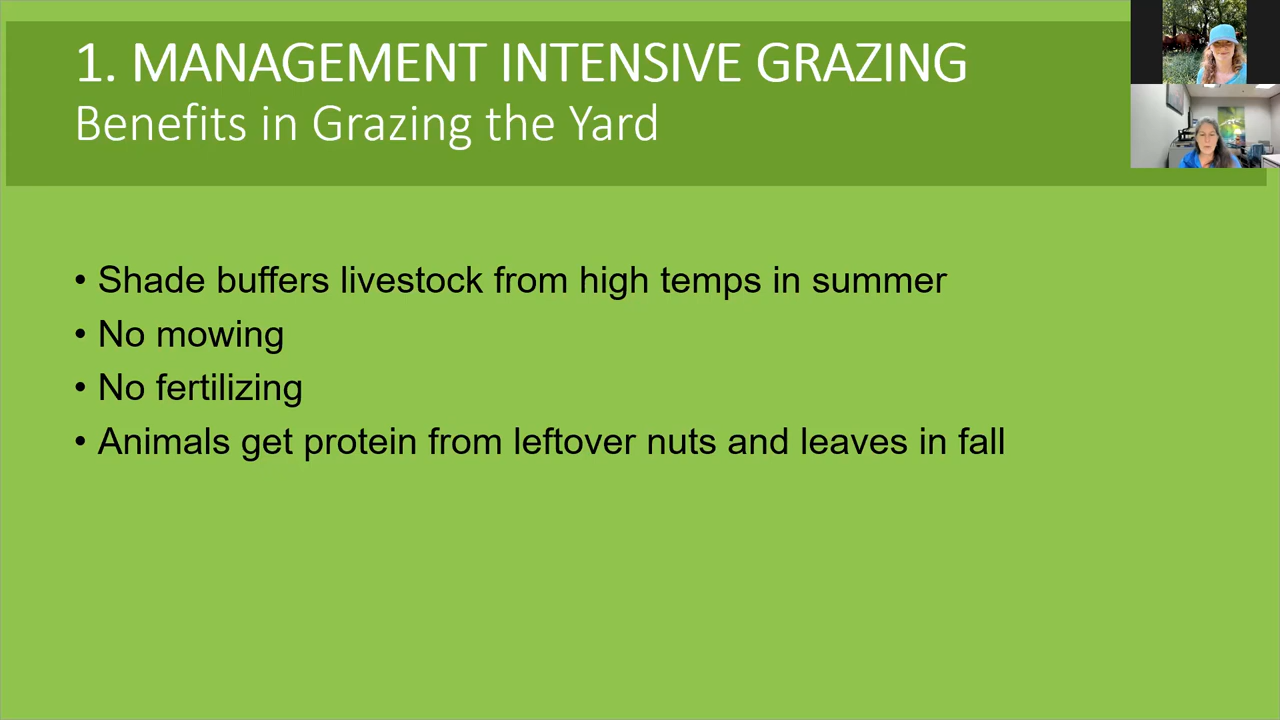 1. MANAGEMENT INTENSIVE GRAZING
Benefits in Grazing the Yard
• Shade buffers livestock from high temps in summer
• No mowing
• No fertilizing
• Animals get protein from leftover nuts and leaves in fall